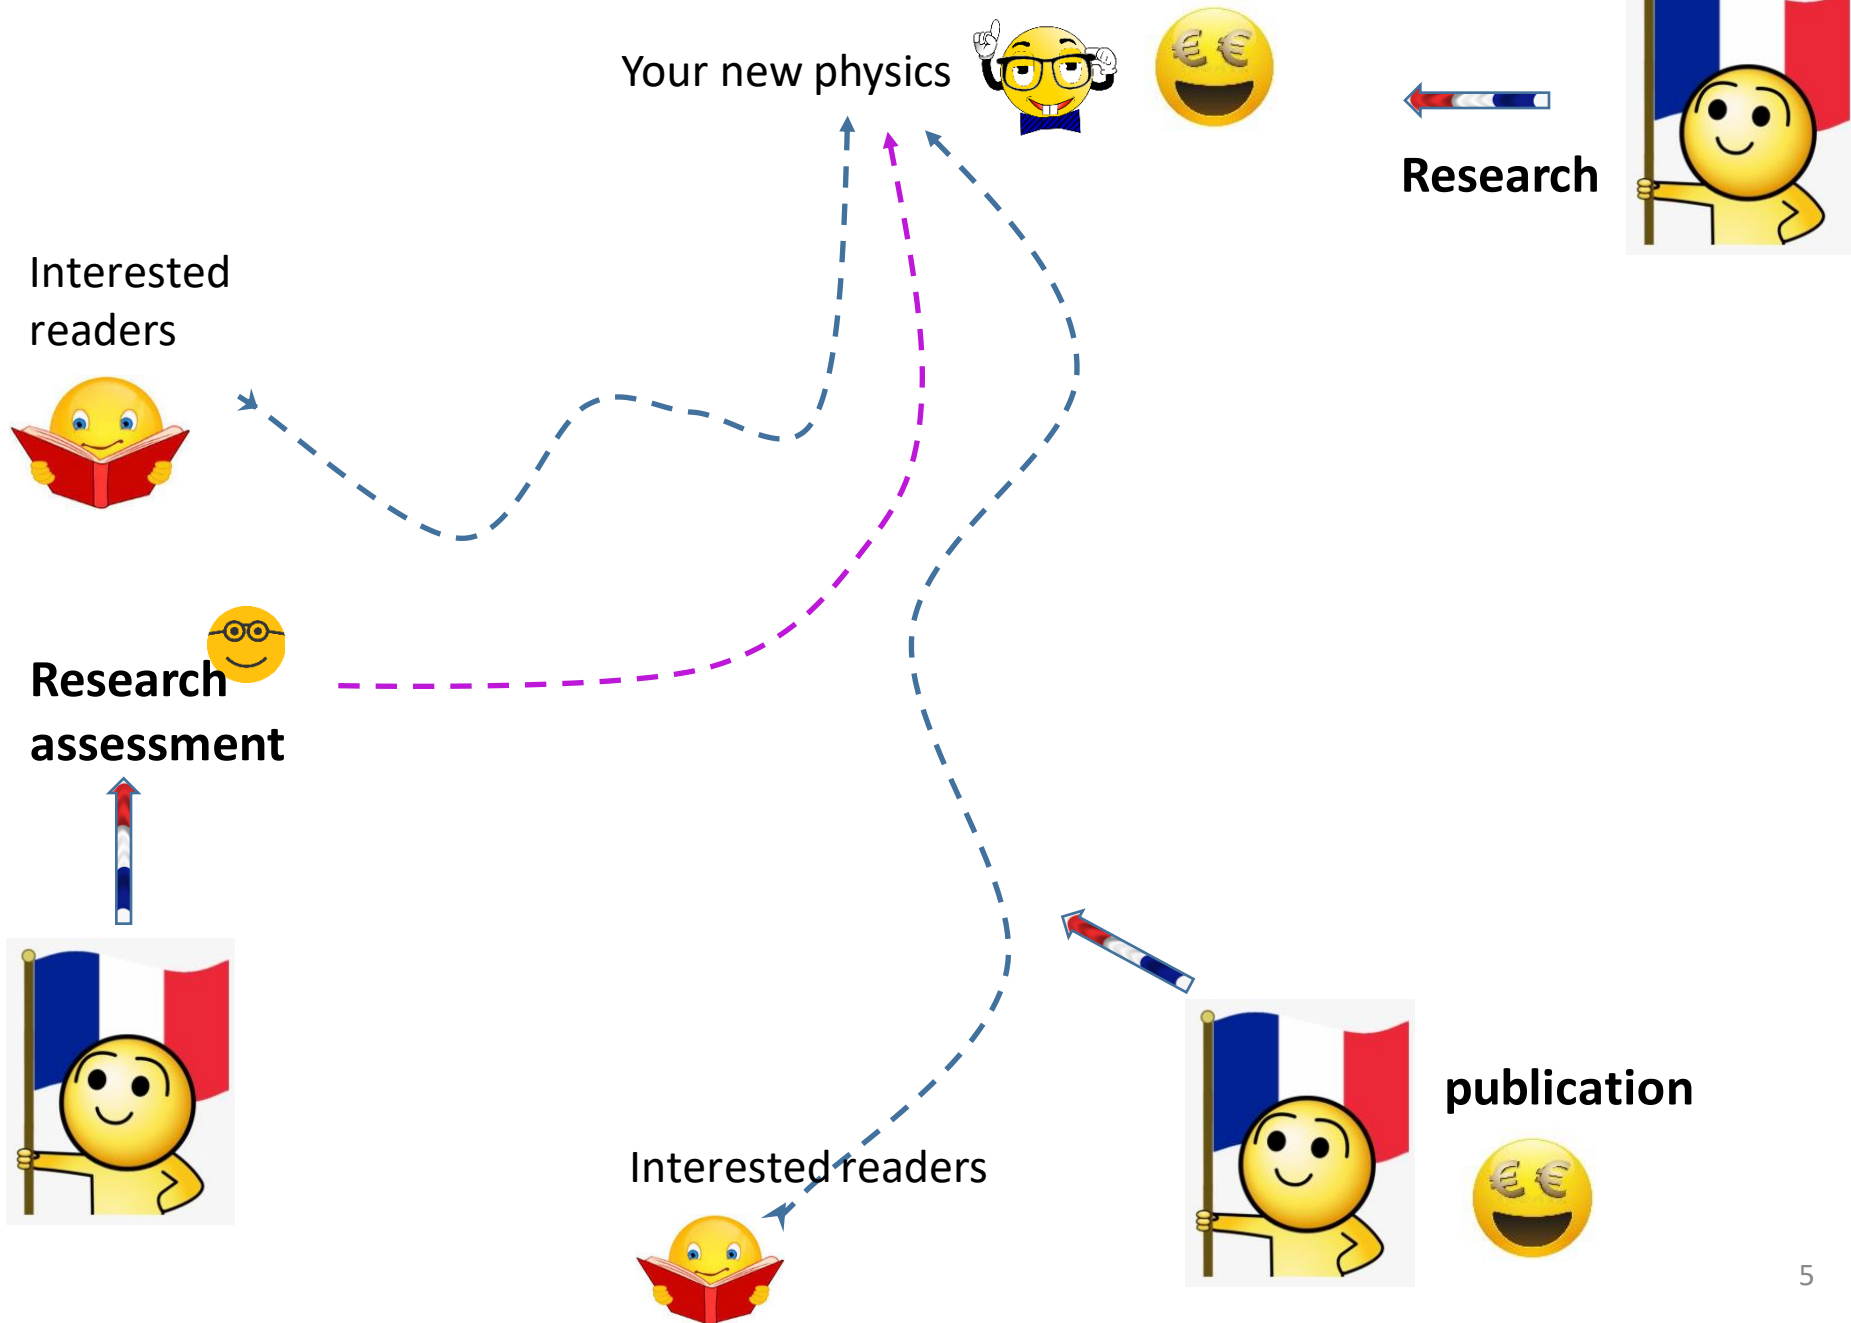 Your new physics
Research
Interested
readers
Research
assessment
publication
Interested readers
5